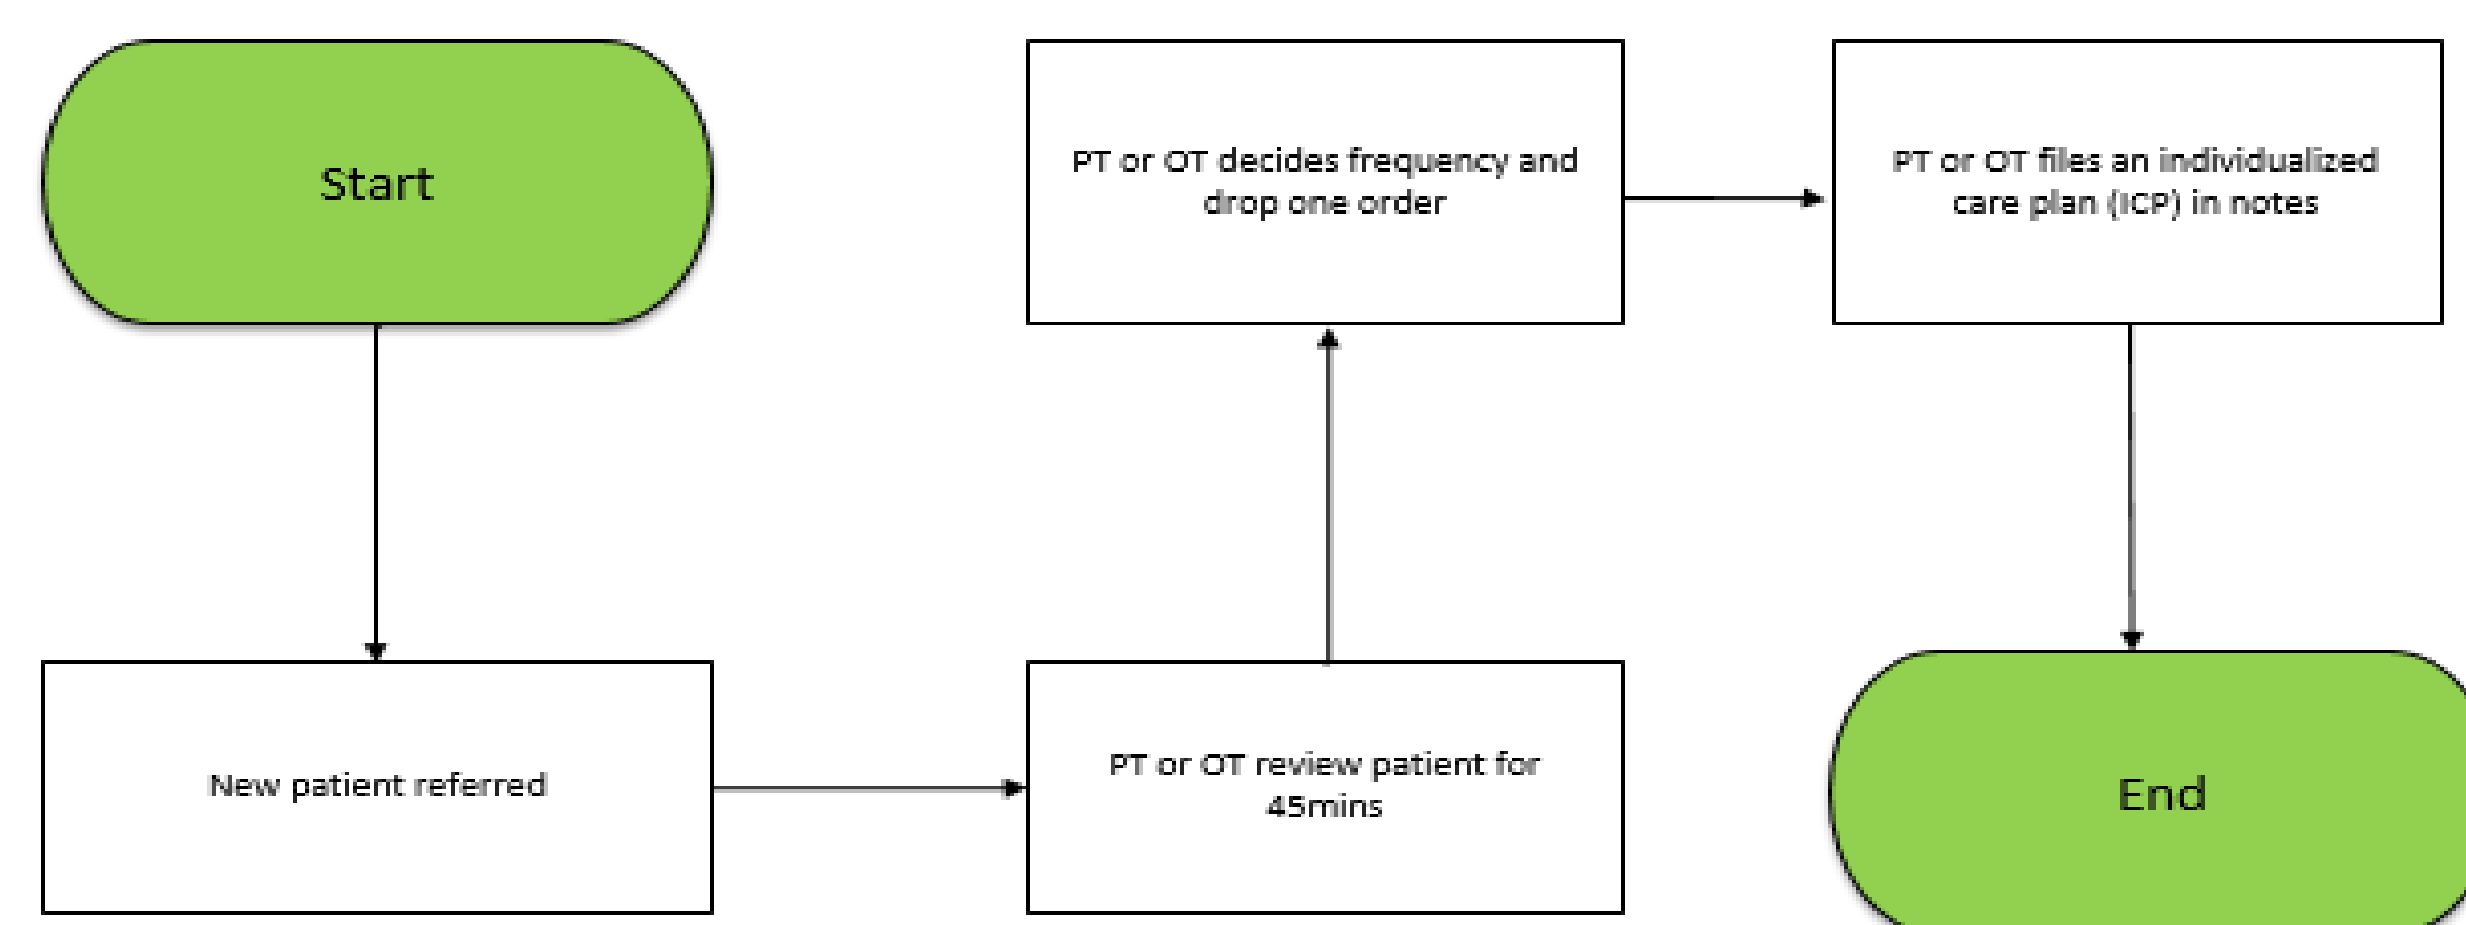 Start
New patient referred
PT or OT review patient for
45mins
PT or OT decides frequency and
drop one order
PT or OT files an individualized
care plan (ICP) in notes
End